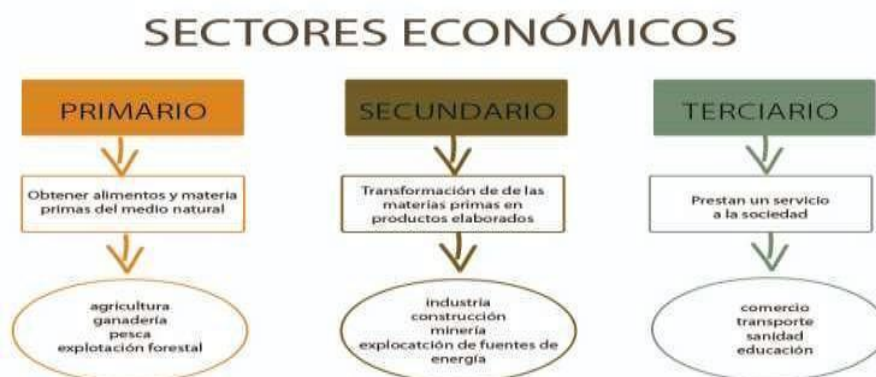 SECTORES ECONÓMICOS
PRIMARIO
Obtener alimentos y materia
primas del medio natural
agricultura
ganadería
pesca
explotación forestal
SECUNDARIO
Transformación de de las
materias primas en
productos elaborados
industría
construcción
minería
explocatción de fuentes de
energía
TERCIARIO
Prestan un servicio
a la sociedad
comercio
transporte
sanidad
educación